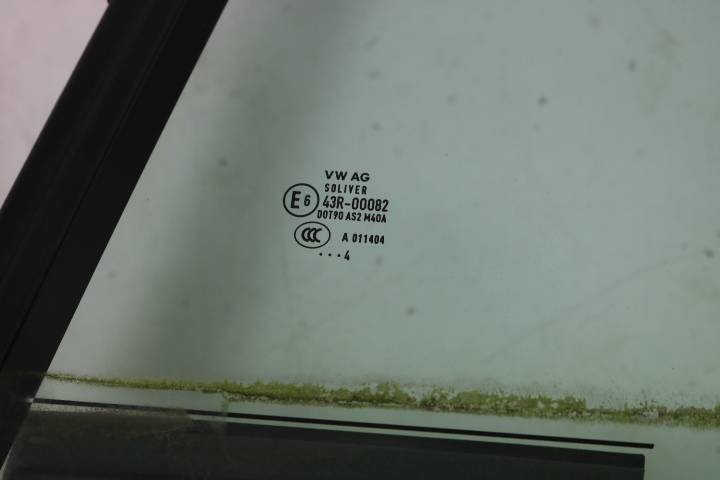 VW AG
SOLIVER
E6 43R-00082
DOT90 AS2 M40A
CCC A 011404
...4